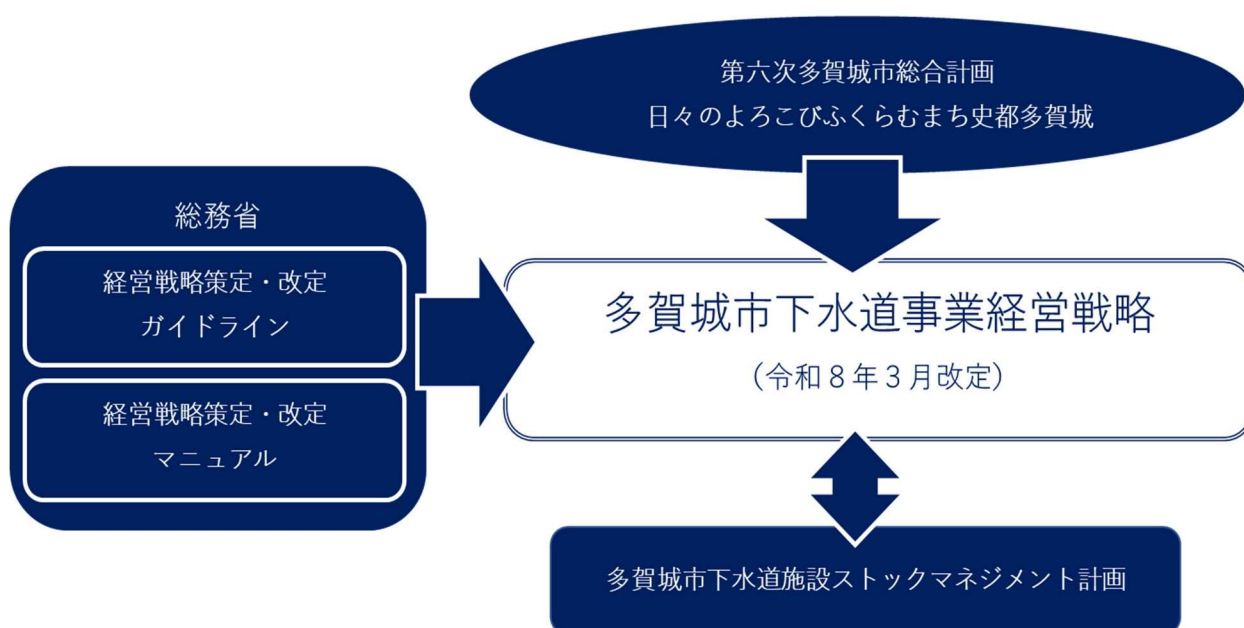 第六次多賀城市総合計画
日々のよろこびふくらむまち史都多賀城
総務省
経営戦略策定・改定
ガイドライン
経営戦略策定・改定
マニュアル
多賀城市下水道事業経営戦略
(令和8年3月改定)
多賀城市下水道施設ストックマネジメント計画